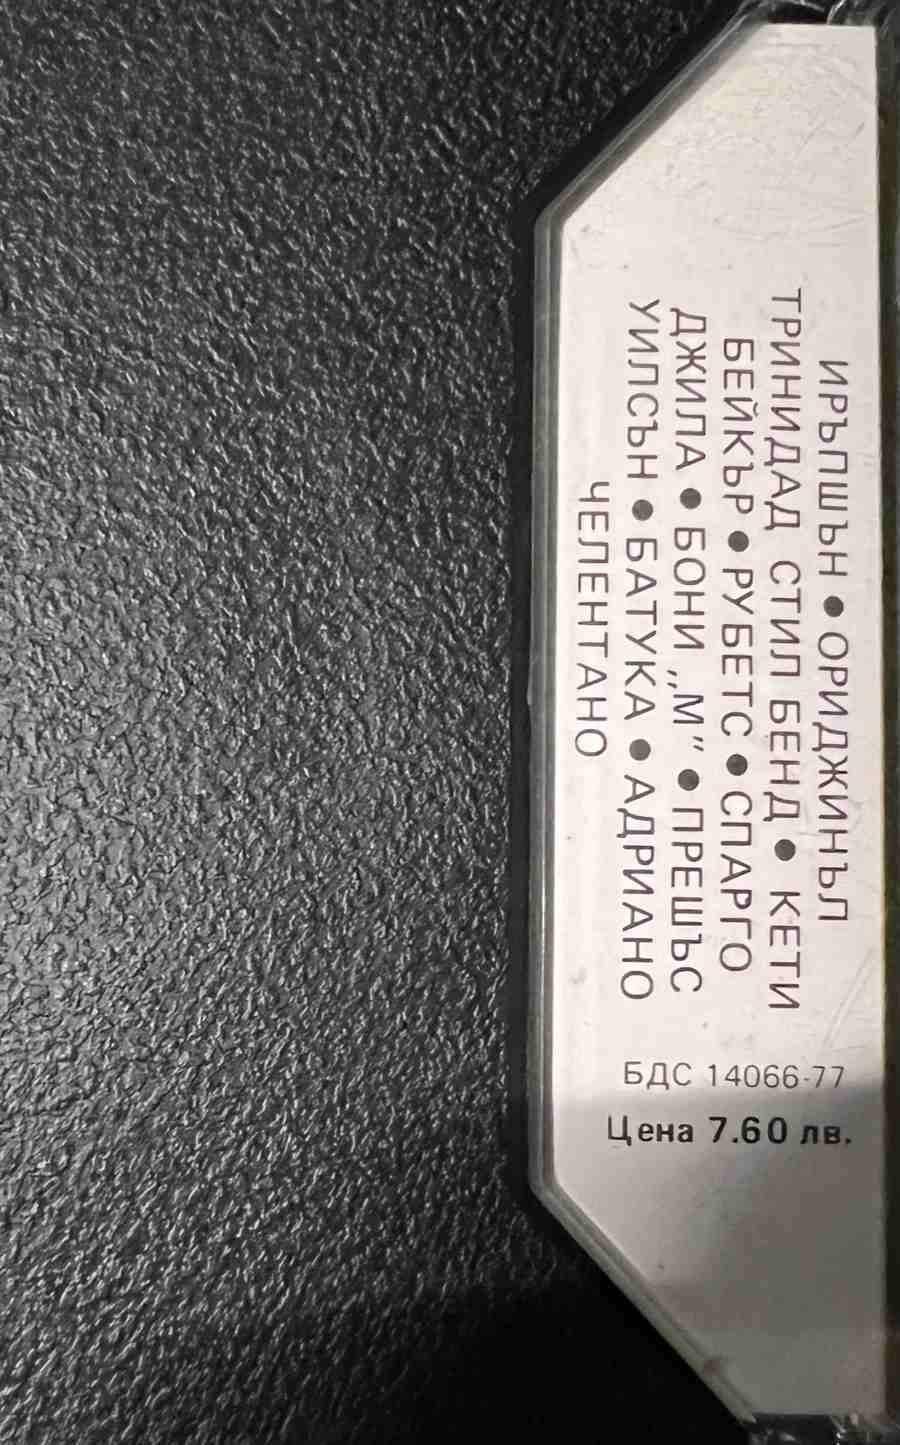 ИРЪПШЪН ● ОРИДЖИНЪЛ
ТРИНИДАД СТИЛ БЕНД ● КЕТИ
БЕЙКЪР ● РУБЕТС ● СПАРГО
ДЖИЛА ● БОНИ „М” ● ПРЕШЪС
УИЛСЪН ● БАТУКА ● АДРИАНО
ЧЕЛЕНТАНО
БДС 14066-77
Цена 7.60 лв.